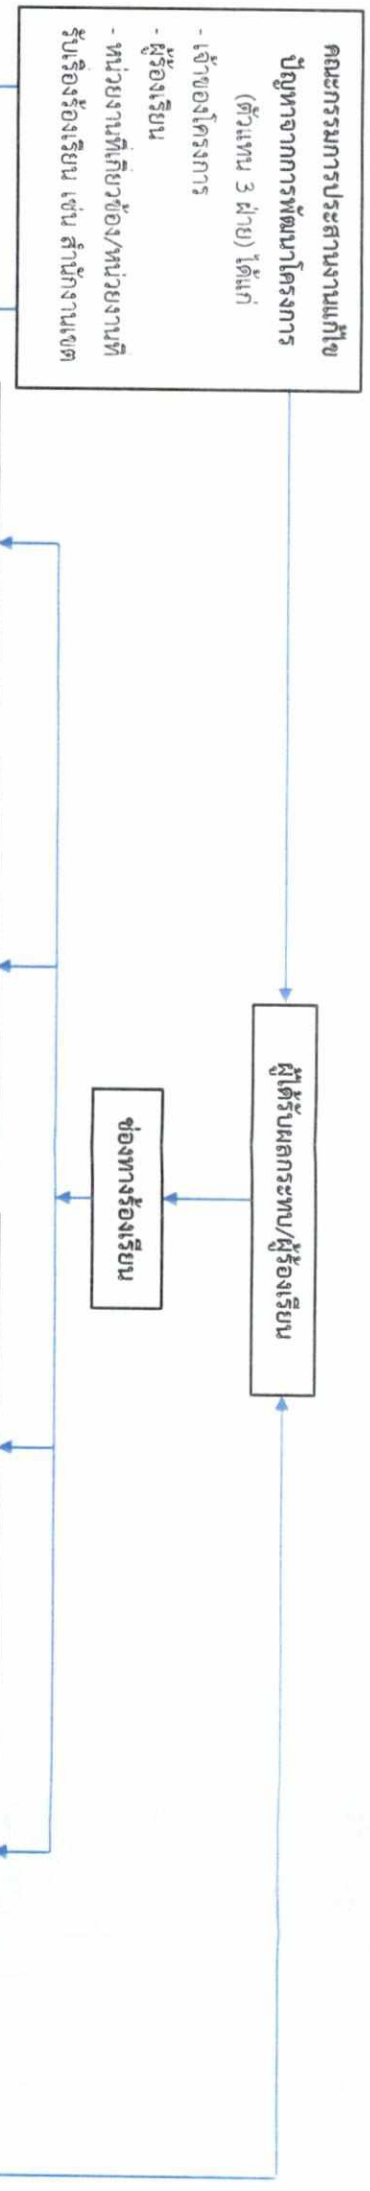 คณะกรรมการประสานงานแก้ไข
ปัญหาจากการพัฒนาโครงการ
(ตัวแทน 3 ฝ่าย) ได้แก่
- เจ้าของโครงการ
- ผู้ร้องเรียน
- หน่วยงานที่เกี่ยวข้อง/หน่วยงานที่
รับเรื่องร้องเรียน เช่น สำนักงานเขต
ผู้ได้รับผลกระทบ/ผู้ร้องเรียน
ช่องทางร้องเรียน